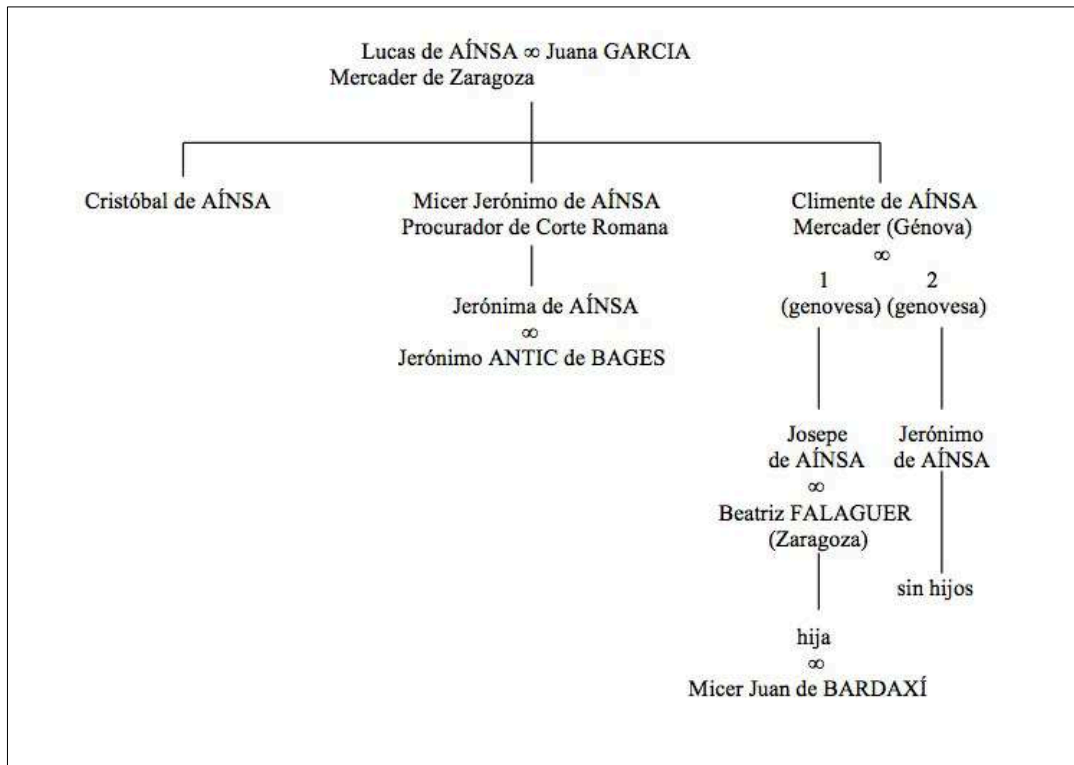 Lucas de AÍNSA ∞ Juana GARCIA
Mercader de Zaragoza
Cristóbal de AÍNSA
Micer Jerónimo de AÍNSA
Procurador de Corte Romana
Jerónima de AÍNSA
∞
Jerónimo ANTIC de BAGES
Climente de AÍNSA
Mercader (Génova)
∞
1 2
(genovesa) (genovesa)
Josepe
de AÍNSA
∞
Beatriz FALAGUER
(Zaragoza)
hija
∞
Micer Juan de BARDAXÍ
Jerónimo
de AÍNSA
sin hijos